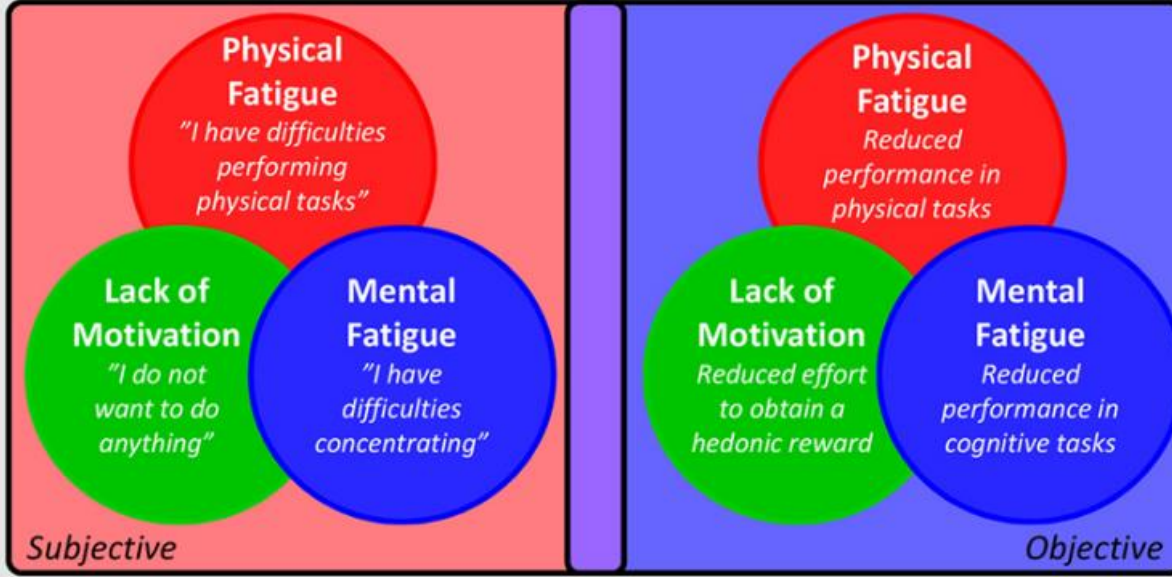 Physical
Fatigue
"I have difficulties
performing
physical tasks"
Lack of
Motivation
"I do not
want to do
anything"
Mental
Fatigue
"I have
difficulties
concentrating"
Subjective
Physical
Fatigue
Reduced
performance in
physical tasks
Lack of
Motivation
Reduced effort
to obtain a
hedonic reward
Mental
Fatigue
Reduced
performance in
cognitive tasks
Objective